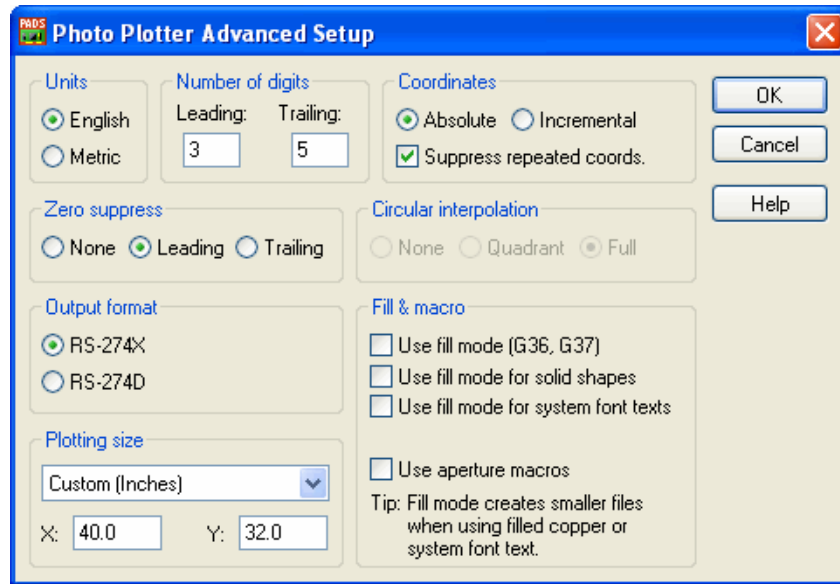 PADS
Photo Plotter Advanced Setup
Units
English
Metric
Number of digits
Leading: Trailing:
3 5
Coordinates
Absolute Incremental
Suppress repeated coords.
OK
Cancel
Help
Zero suppress
None Leading Trailing
Circular interpolation
None Quadrant Full
Output format
RS-274X
RS-274D
Fill & macro
Use fill mode (G36, G37)
Use fill mode for solid shapes
Use fill mode for system font texts
Use aperture macros
Tip: Fill mode creates smaller files
when using filled copper or
system font text.
Plotting size
Custom (Inches)
X: 40.0 Y: 32.0